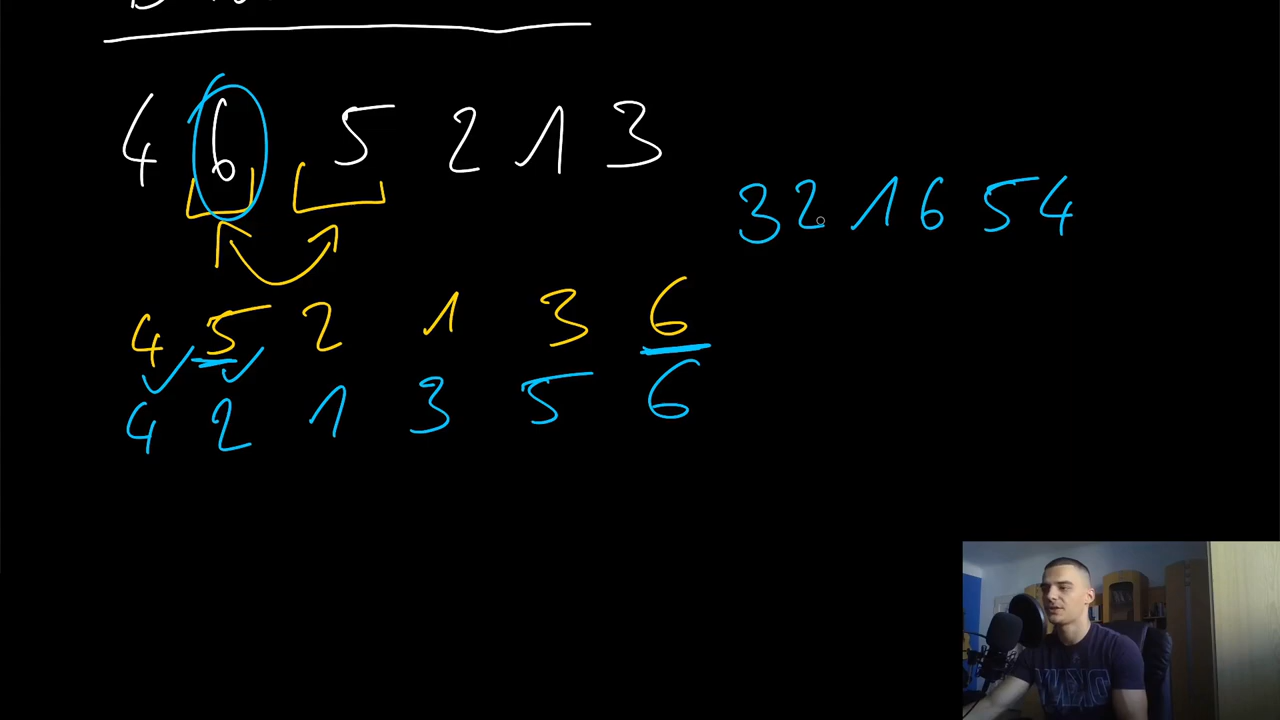 4 6 5 2 1 3
3 2 1 6 5 4
4 5 2 1 3 6
4 2 1 3 5 6